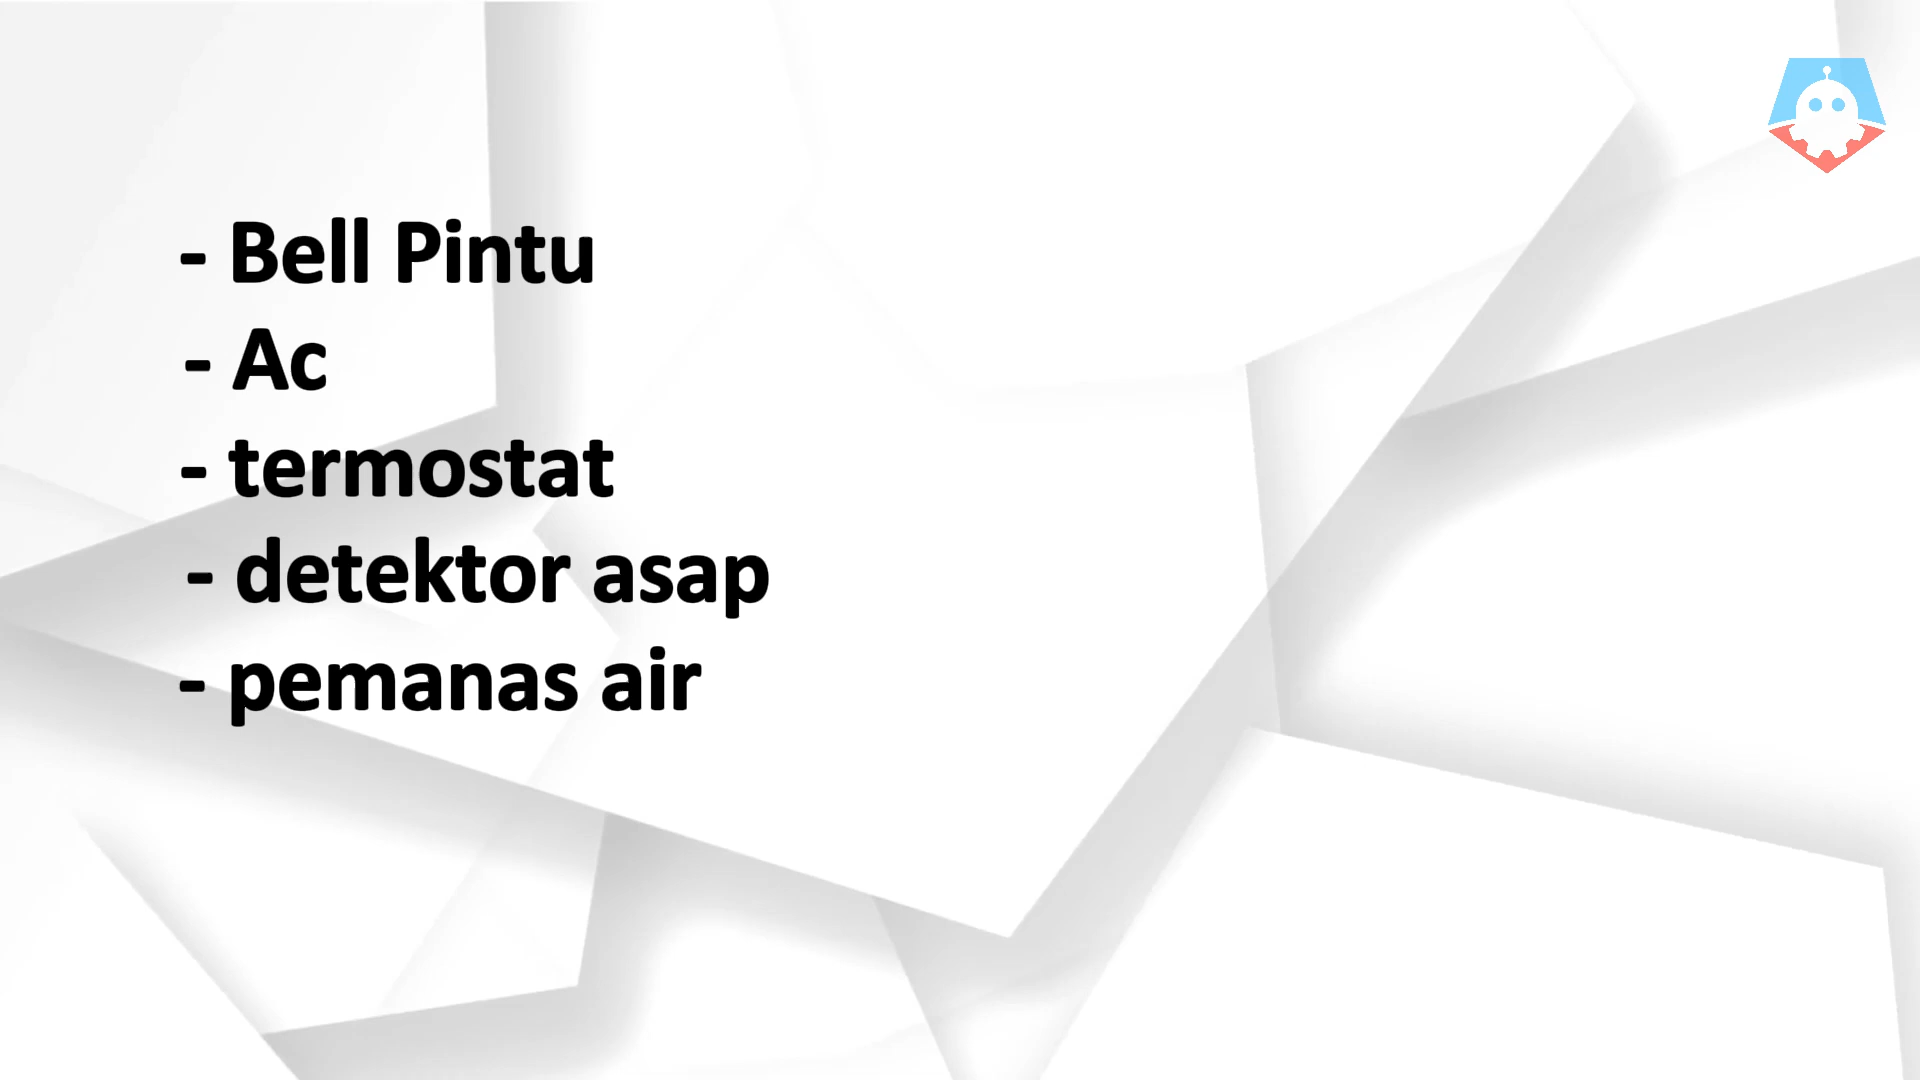 - Bell Pintu
- Ac
- termostat
- detektor asap
- pemanas air